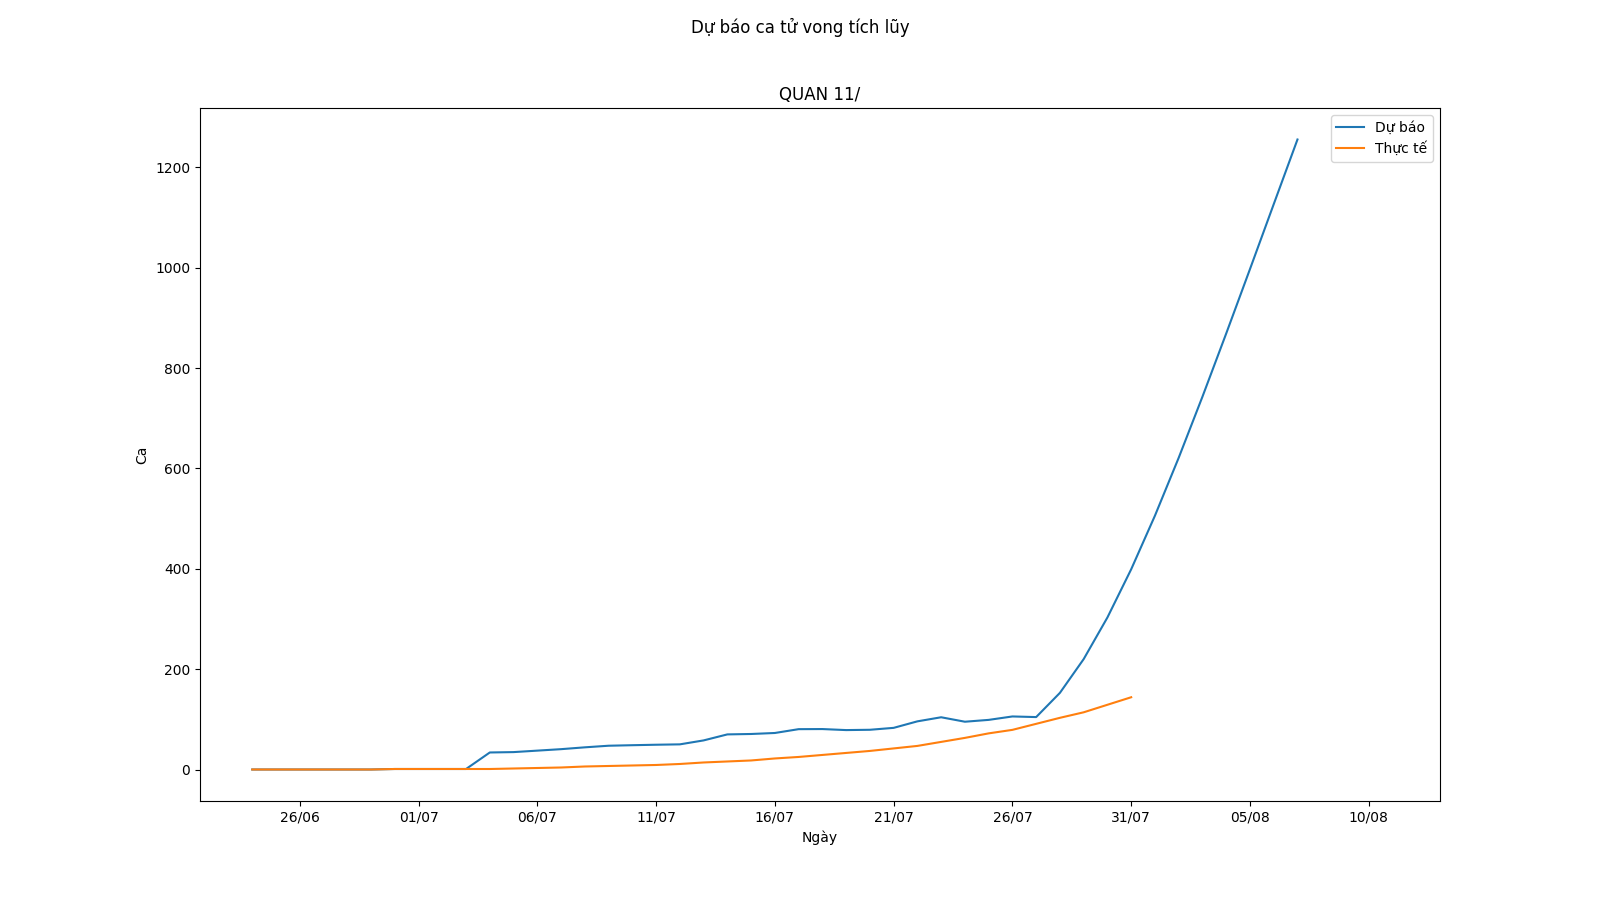 Dự báo ca tử vong tích lũy
QUAN 11/
Dự báo
Thực tế
1200
1000
800
600
400
200
0
Ca
26/06 01/07 06/07 11/07 16/07 21/07 26/07 31/07 05/08 10/08
Ngày